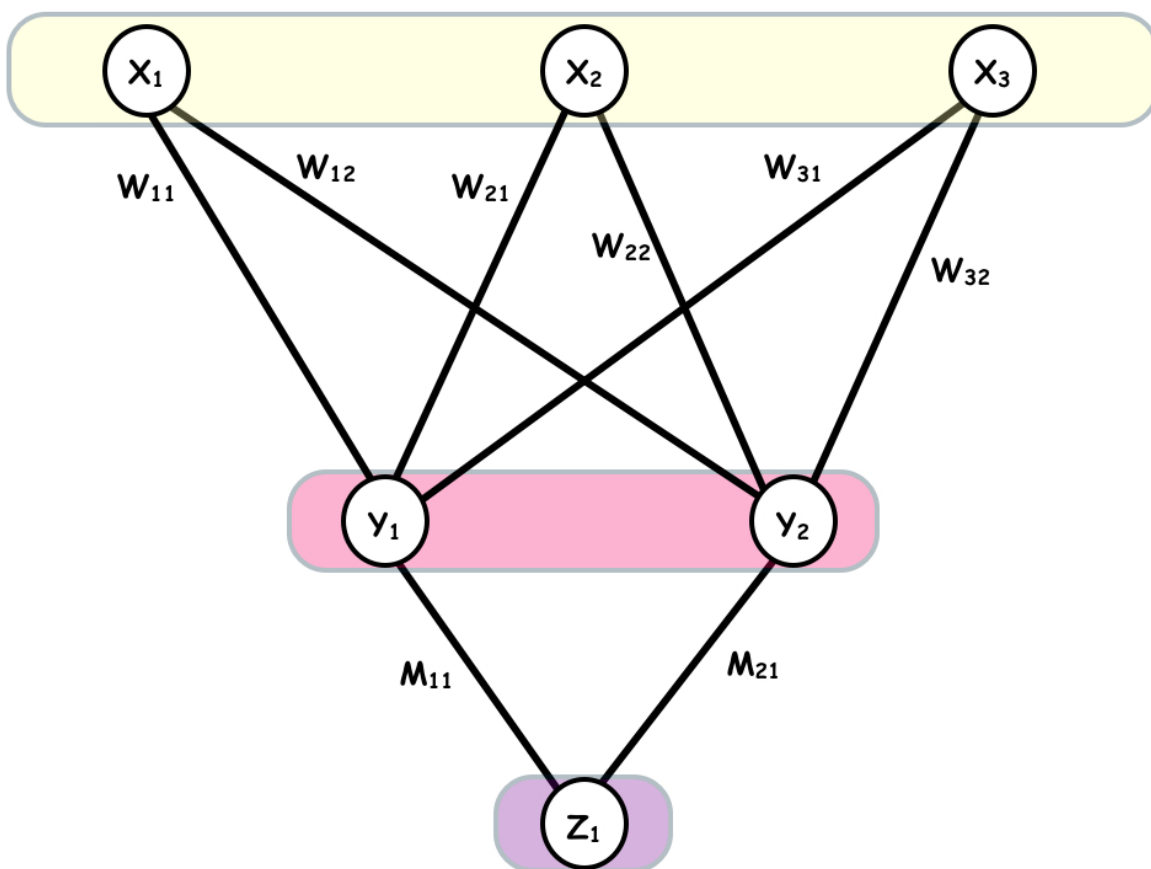 X₁ X₂ X₃
W₁₁ W₁₂ W₂₁ W₂₂ W₃₁ W₃₂
Y₁ Y₂
M₁₁ M₂₁
Z₁